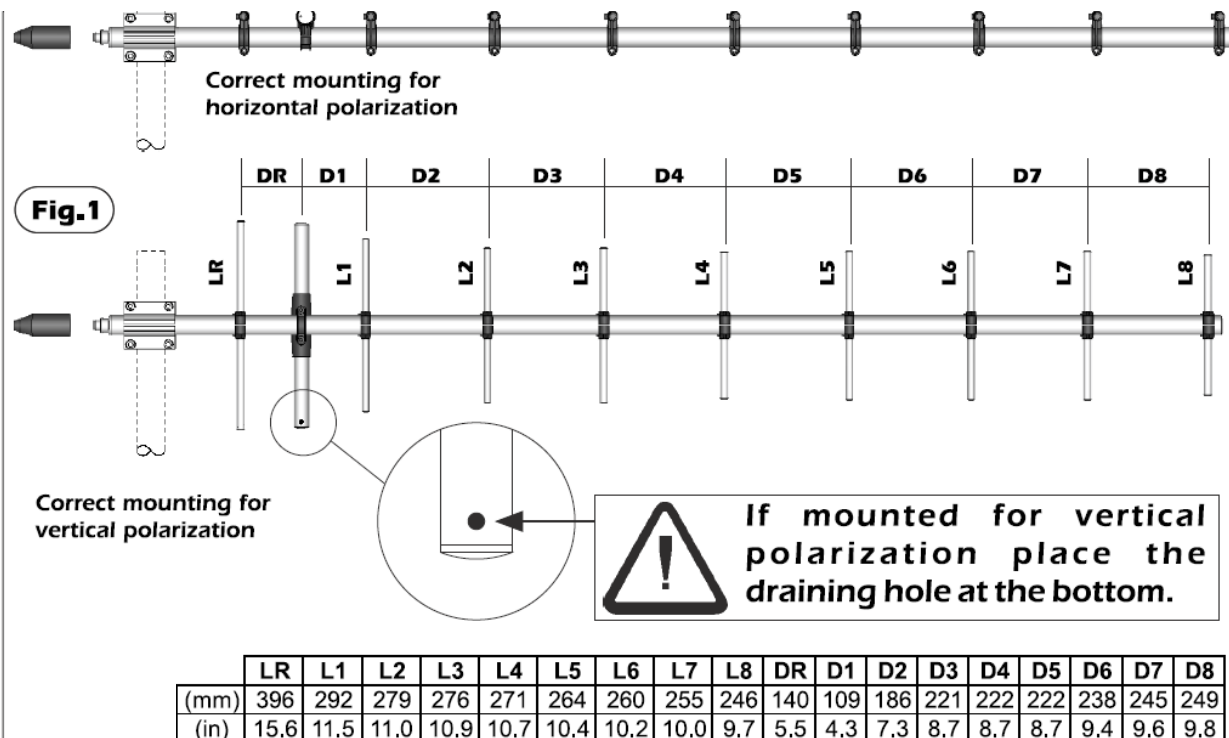 Correct mounting for
horizontal polarization
DR D1 D2 D3 D4 D5 D6 D7 D8
Fig.1
LR L1 L2 L3 L4 L5 L6 L7 L8
Correct mounting for
vertical polarization
If mounted for vertical
polarization place the
draining hole at the bottom.
LR L1 L2 L3 L4 L5 L6 L7 L8 DR D1 D2 D3 D4 D5 D6 D7 D8
(mm) 396 292 279 276 271 264 260 255 246 140 109 186 221 222 222 238 245 249
(in) 15.6 11.5 11.0 10.9 10.7 10.4 10.2 10.0 9.7 5.5 4.3 7.3 8.7 8.7 8.7 9.4 9.6 9.8